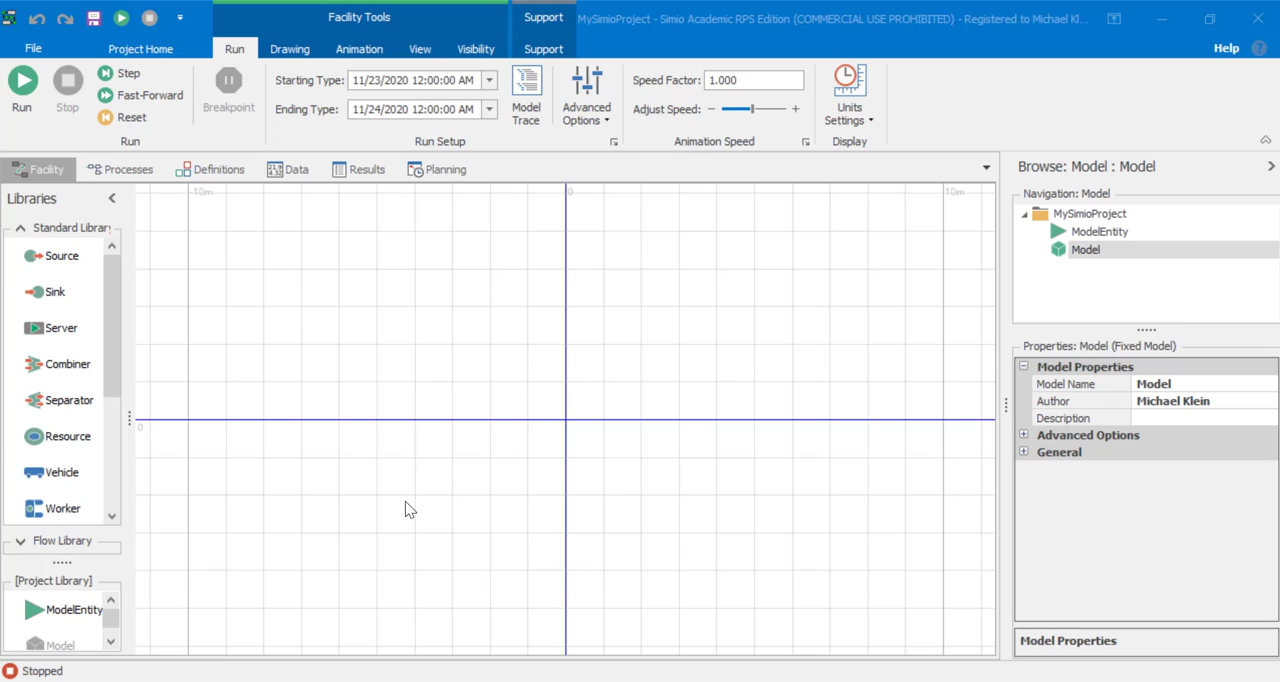 Facility Tools
Support
MySimioProject - Simio Academic RPS Edition (COMMERCIAL USE PROHIBITED) - Registered to Michael Kl...
File
Project Home
Run
Drawing
Animation
View
Visibility
Support
Help
Run
Stop
Step
Fast-Forward
Reset
Run
Breakpoint
Starting Type: 11/23/2020 12:00:00 AM
Ending Type: 11/24/2020 12:00:00 AM
Model Trace
Advanced Options
Run Setup
Speed Factor: 1.000
Adjust Speed:
Animation Speed
Units Settings
Display
Facility
Processes
Definitions
21.9
4.32
Data
Results
Planning
Libraries
Standard Library
Source
Sink
Server
Combiner
Separator
Resource
Vehicle
Worker
Flow Library
[Project Library]
ModelEntity
Model
-10m
0
10m
0
Browse: Model : Model
Navigation: Model
MySimioProject
ModelEntity
Model
Properties: Model (Fixed Model)
Model Properties
Model Name Model
Author Michael Klein
Description
Advanced Options
General
Model Properties
Stopped